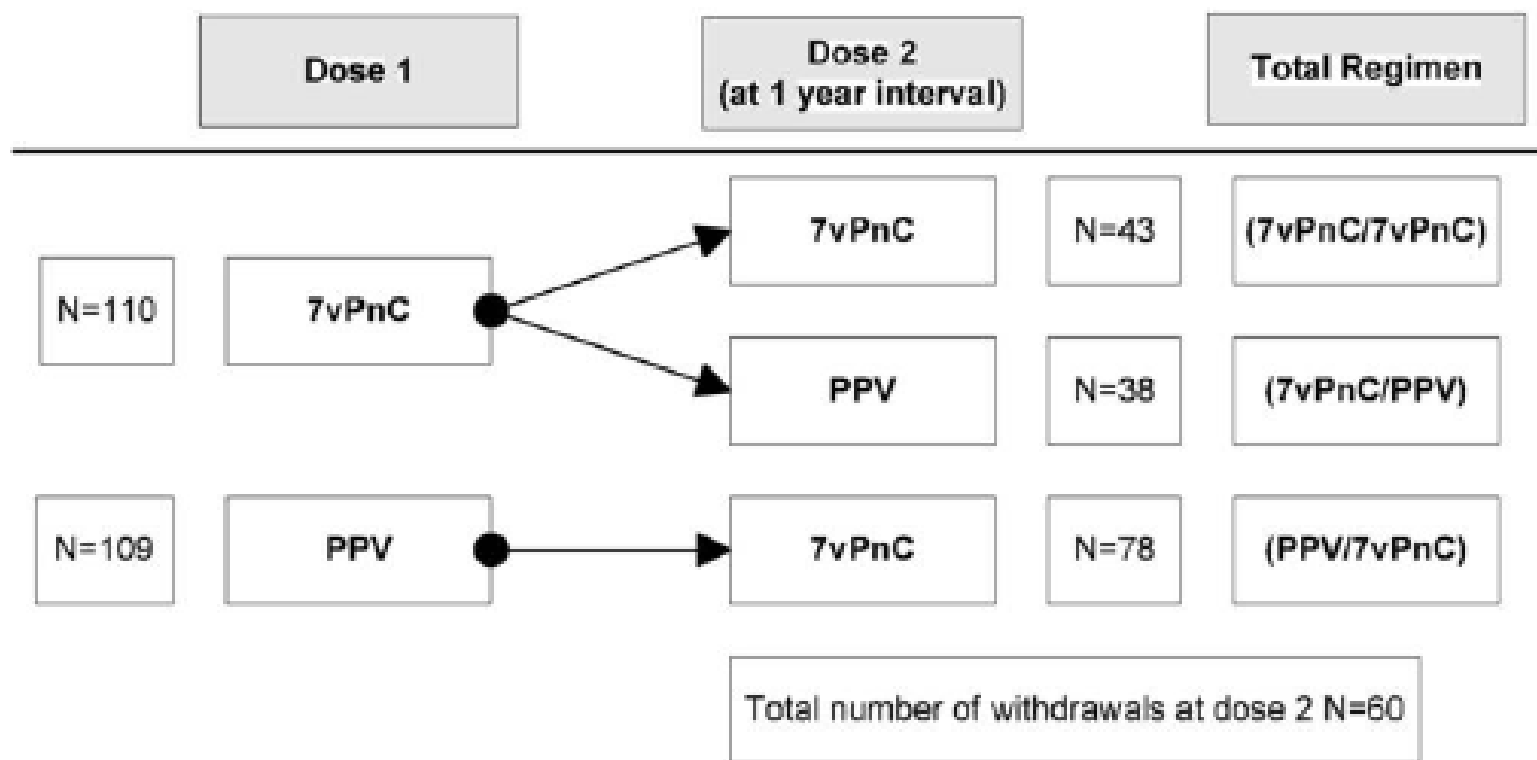 Dose 1
Dose 2
(at 1 year interval)
Total Regimen
7vPnC
N=43
(7vPnC/7vPnC)
N=110
7vPnC
PPV
N=38
(7vPnC/PPV)
N=109
PPV
7vPnC
N=78
(PPV/7vPnC)
Total number of withdrawals at dose 2 N=60